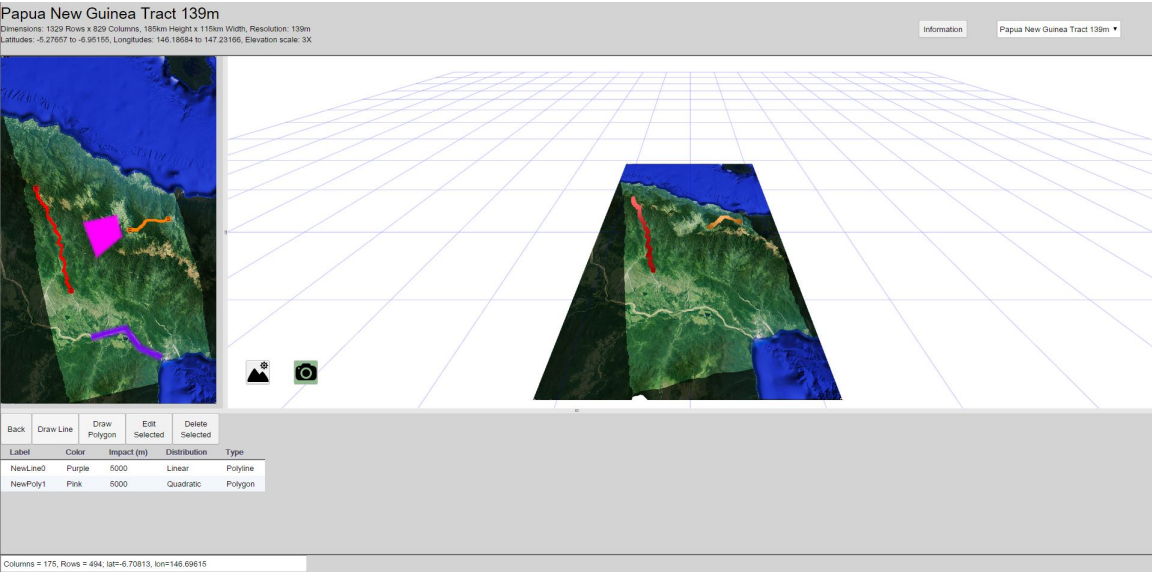 Papua New Guinea Tract 139m
Dimensions: 1329 Rows x 829 Columns, 185km Height x 115km Width, Resolution: 139m
Latitudes: -5.27657 to -6.95155, Longitudes: 146.18684 to 147.23166, Elevation scale: 3X
Information
Papua New Guinea Tract 139m
Back
Draw Line
Draw
Polygon
Edit
Selected
Delete
Selected
Label Color Impact (m) Distribution Type
NewLine0 Purple 5000 Linear Polyline
NewPoly1 Pink 5000 Quadratic Polygon
Columns = 175, Rows = 494; lat=-6.70813, lon=146.69615